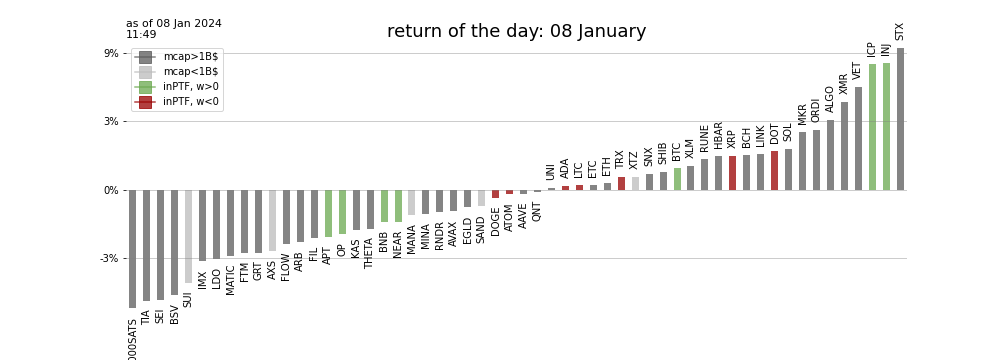 as of 08 Jan 2024
11:49
return of the day: 08 January
mcap>1B$
mcap<1B$
inPTF, w>0
inPTF, w<0
9%
3%
0%
-3%
000SATS
TIA
SEI
BSV
SUI
IMX
LDO
MATIC
FTM
GRT
AXS
FLOW
ARB
FIL
APT
OP
KAS
THETA
BNB
NEAR
MANA
MINA
RNDR
AVAX
EGLD
SAND
DOGE
ATOM
AAVE
QNT
UNI
ADA
LTC
ETC
ETH
TRX
XTZ
SNX
SHIB
BTC
XLM
RUNE
HBAR
XRP
BCH
LINK
DOT
SOL
MKR
ORDI
ALGO
XMR
VET
ICP
INJ
STX